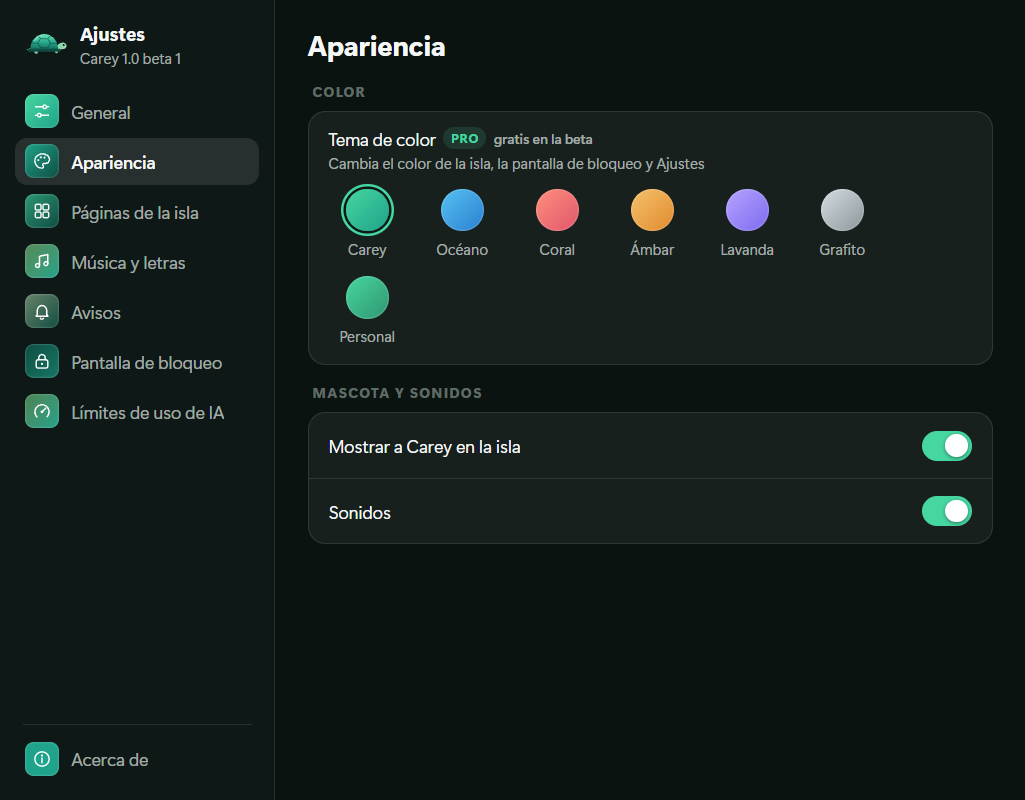 Ajustes
Carey 1.0 beta 1
General
Apariencia
Páginas de la isla
Música y letras
Avisos
Pantalla de bloqueo
Límites de uso de IA
Acerca de
Apariencia
COLOR
Tema de color PRO gratis en la beta
Cambia el color de la isla, la pantalla de bloqueo y Ajustes
Carey Océano Coral Ámbar Lavanda Grafito
Personal
MASCOTA Y SONIDOS
Mostrar a Carey en la isla
Sonidos